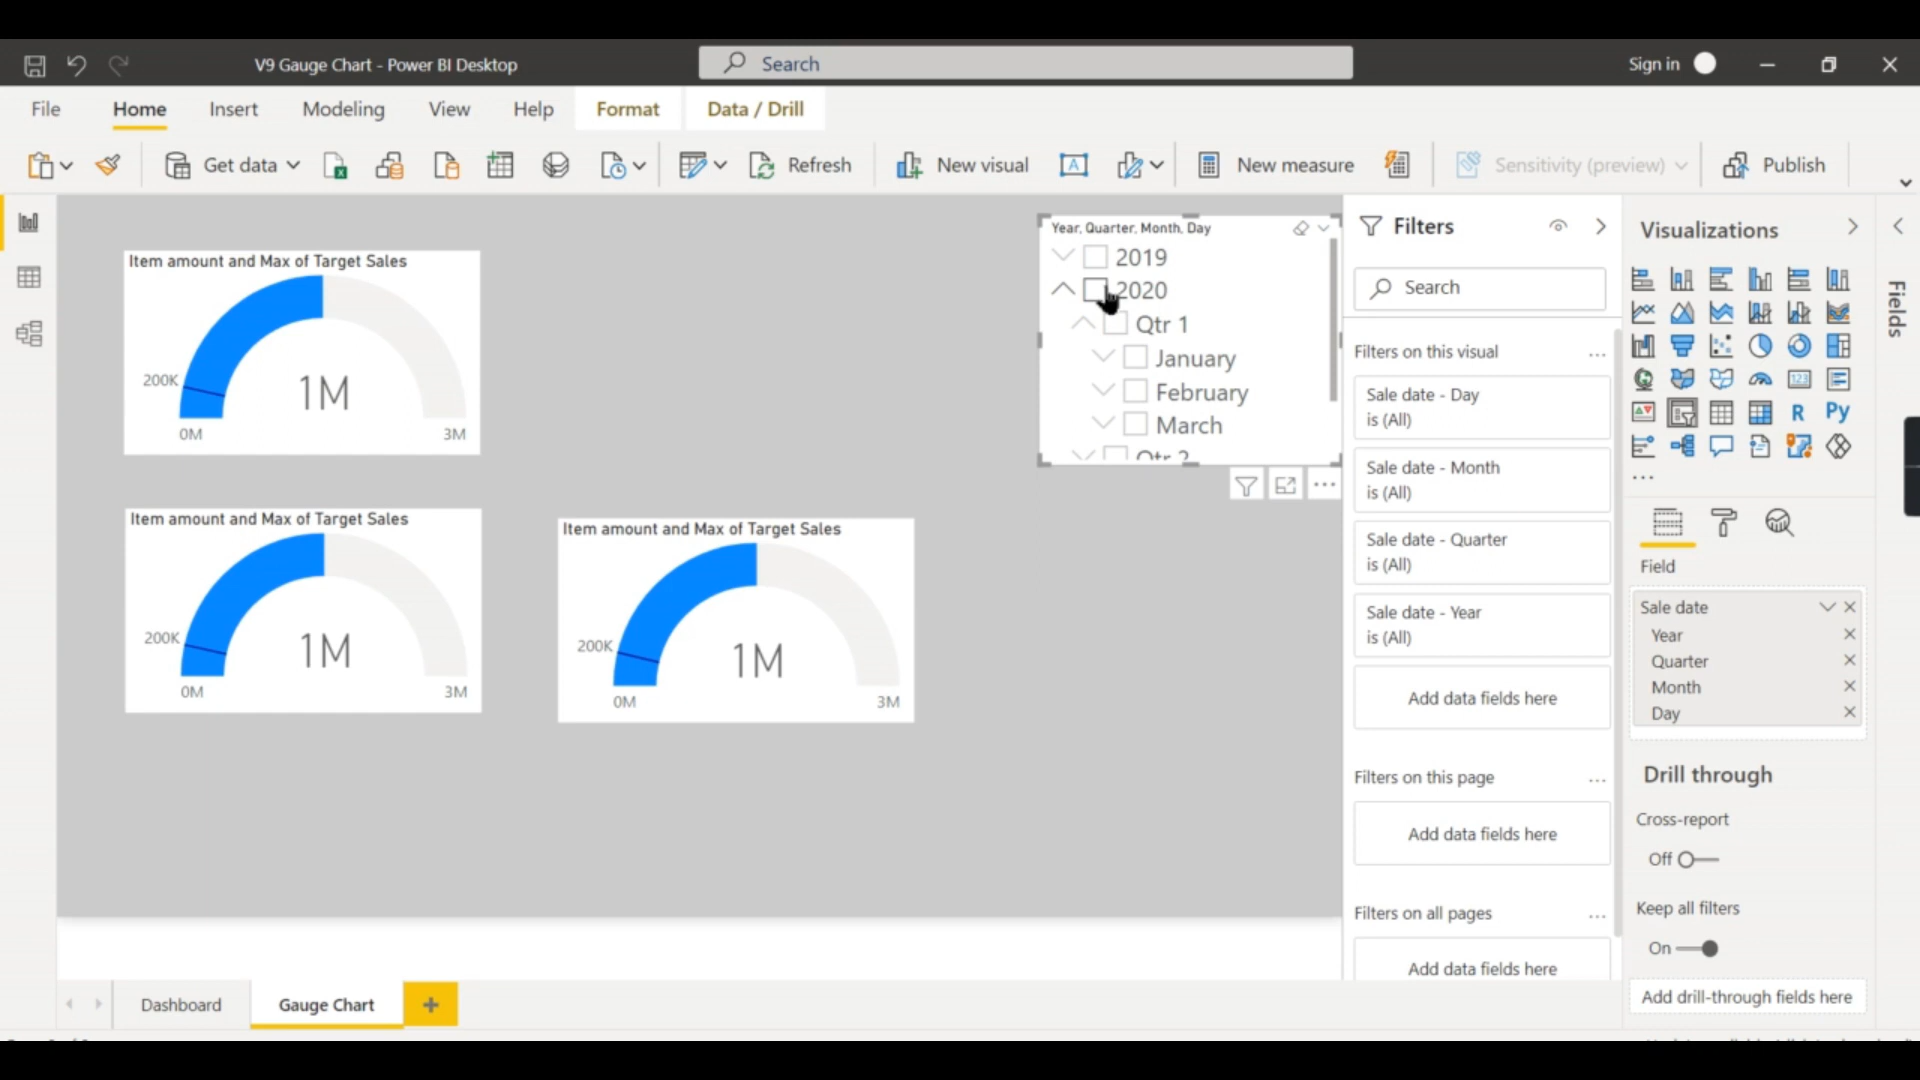 V9 Gauge Chart - Power BI Desktop
Search
Sign in
File
Home
Insert
Modeling
View
Help
Format
Data / Drill
Get data
Refresh
New visual
New measure
Sensitivity (preview)
Publish
Item amount and Max of Target Sales
200K
1M
0M
3M
Item amount and Max of Target Sales
200K
1M
0M
3M
Item amount and Max of Target Sales
200K
1M
0M
3M
Year, Quarter, Month, Day
2019
2020
Qtr 1
January
February
March
Qtr 2
Filters
Search
Filters on this visual
Sale date - Day
is (All)
Sale date - Month
is (All)
Sale date - Quarter
is (All)
Sale date - Year
is (All)
Add data fields here
Filters on this page
Add data fields here
Filters on all pages
Add data fields here
Visualizations
123
R
Py
Field
Sale date
Year
Quarter
Month
Day
Drill through
Cross-report
Off
Keep all filters
On
Add drill-through fields here
Fields
Dashboard
Gauge Chart